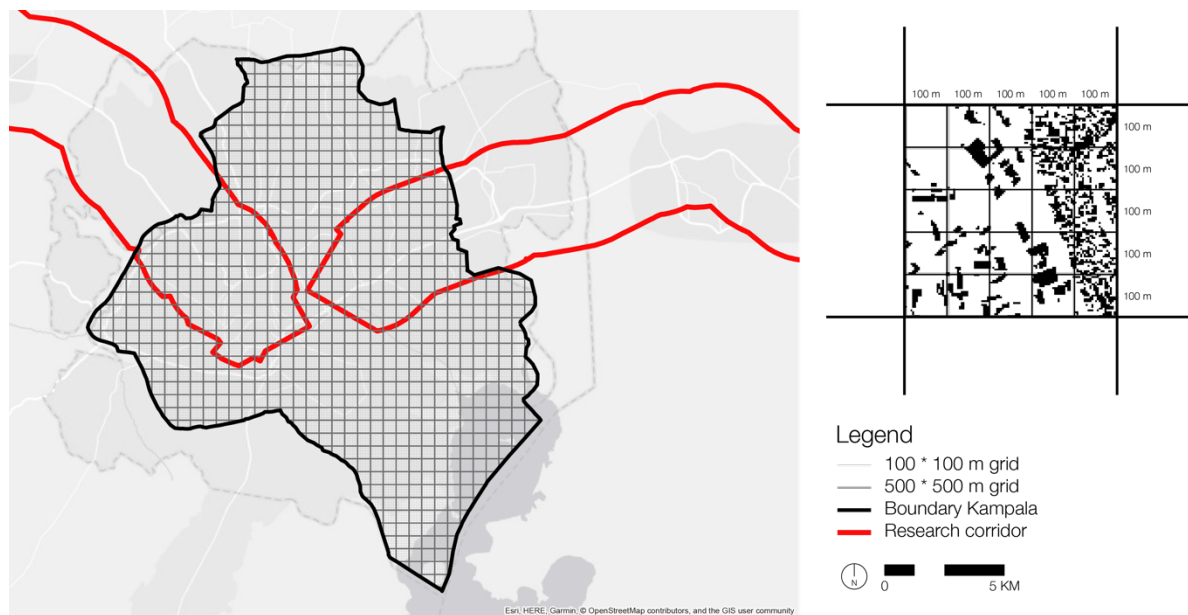 100 m 100 m 100 m 100 m 100 m
100 m
100 m
100 m
100 m
100 m
Legend
100 * 100 m grid
500 * 500 m grid
Boundary Kampala
Research corridor
N
0 5 KM
Esri, HERE, Garmin, © OpenStreetMap contributors, and the GIS user community